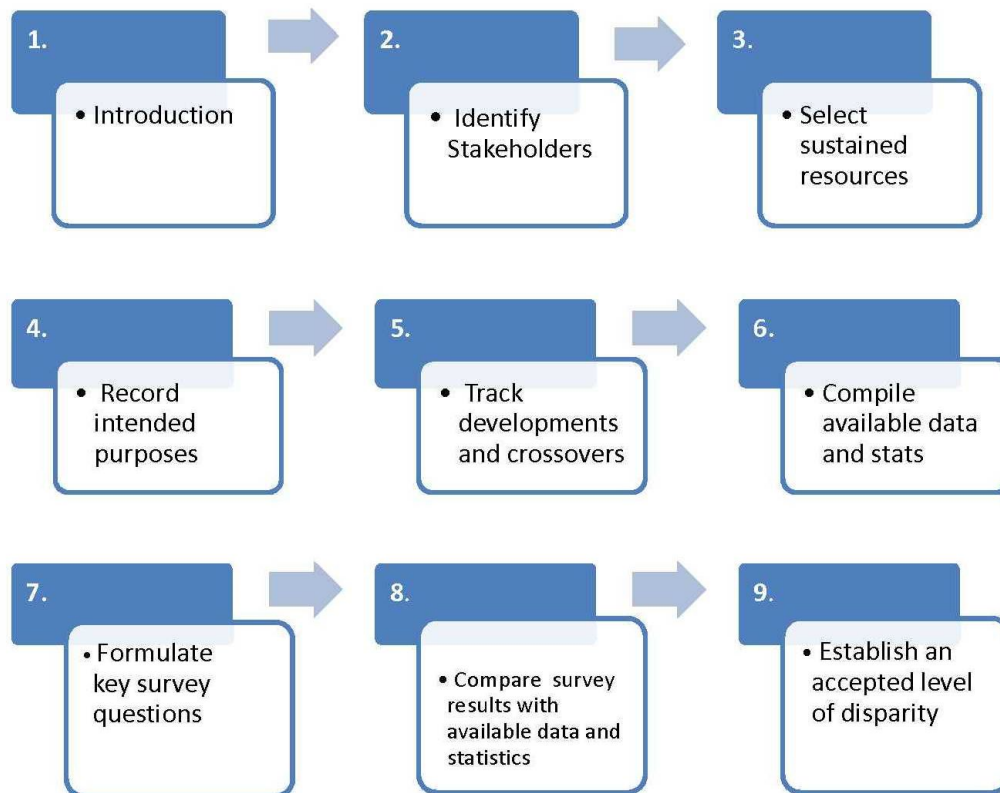 1.
• Introduction
2.
• Identify
Stakeholders
3.
• Select
sustained
resources
4.
• Record
intended
purposes
5.
• Track
developments
and crossovers
6.
• Compile
available data
and stats
7.
• Formulate
key survey
questions
8.
• Compare survey
results with
available data and
statistics
9.
• Establish an
accepted level
of disparity